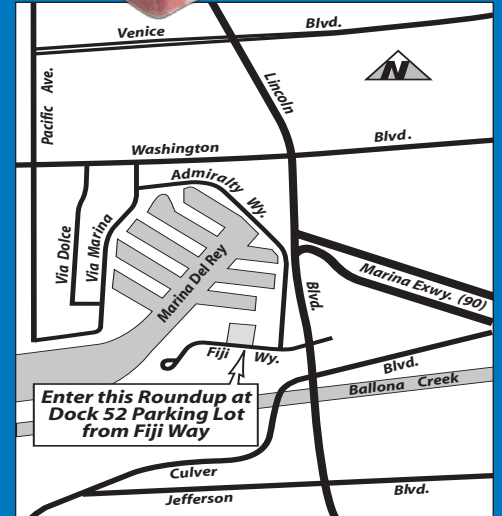 Venice Blvd.
N
Pacific Ave.
Lincoln
Washington Blvd.
Admiralty Wy.
Via Dolce
Via Marina
Marina Del Rey
Blvd.
Marina Exwy. (90)
Fiji Wy.
Blvd.
Ballona Creek
Enter this Roundup at
Dock 52 Parking Lot
from Fiji Way
Culver
Jefferson Blvd.